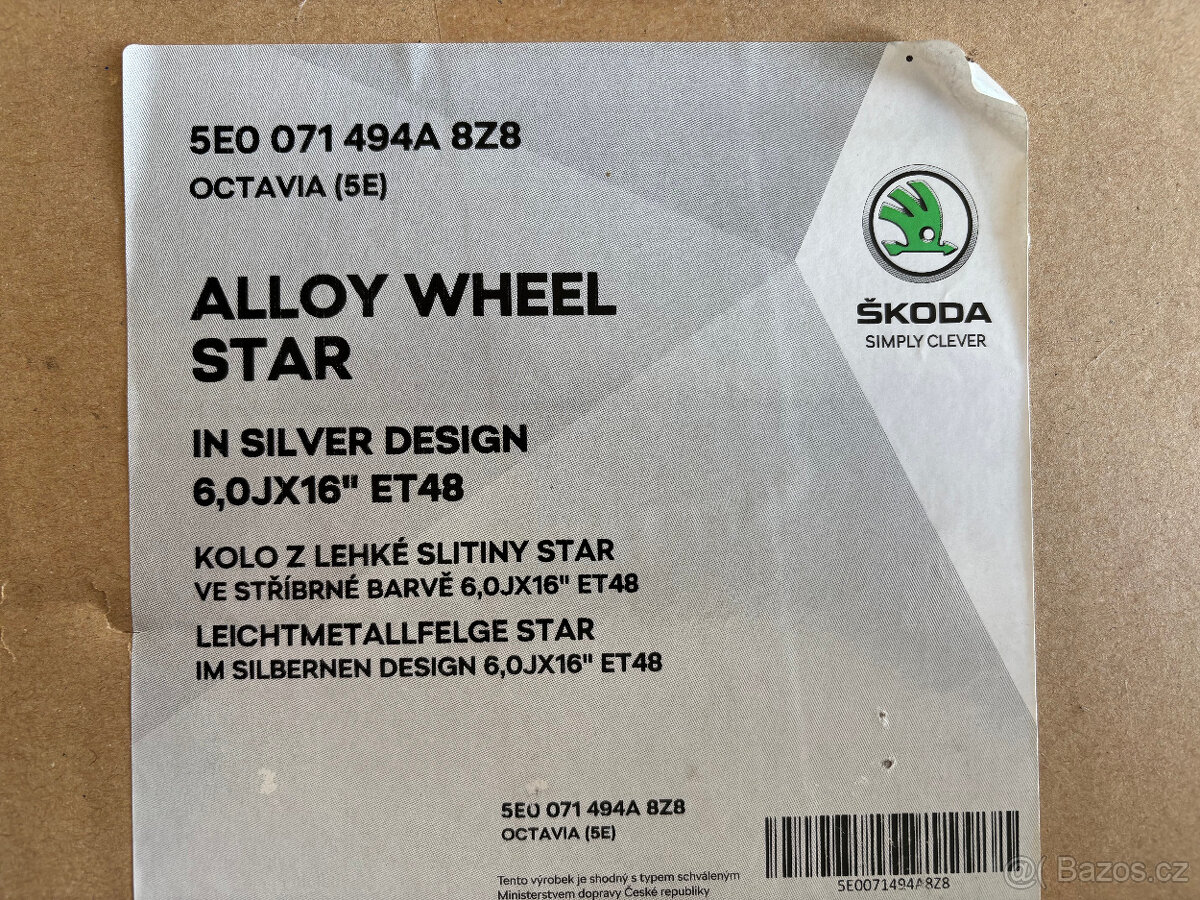 5E0 071 494A 8Z8
OCTAVIA (5E)
ŠKODA
SIMPLY CLEVER
ALLOY WHEEL
STAR
IN SILVER DESIGN
6,0JX16" ET48
KOLO Z LEHKÉ SLITINY STAR
VE STŘÍBRNÉ BARVĚ 6,0JX16" ET48
LEICHTMETALLFELGE STAR
IM SILBERNEN DESIGN 6,0JX16" ET48
5E0 071 494A 8Z8
OCTAVIA (5E)
Tento výrobek je shodný s typem schváleným
Ministerstvem dopravy České republiky
5E0071494A8Z8
@( Bazos.cz